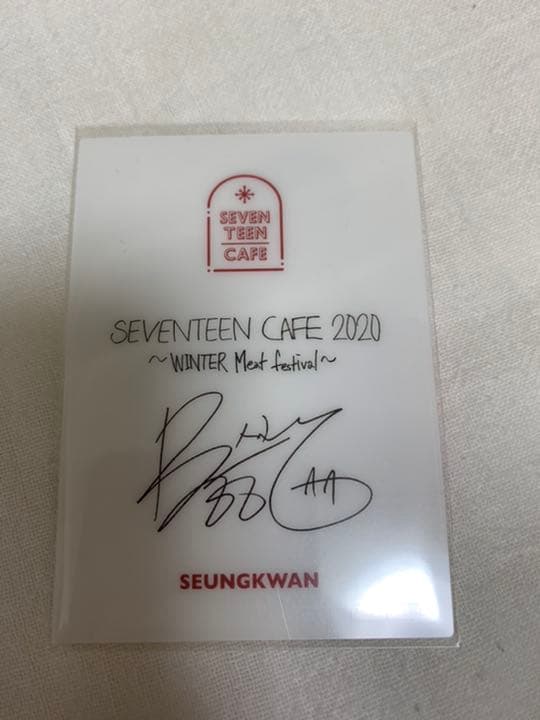 SEVEN
TEEN
CAFE
SEVENTEEN CAFE 2020
~WINTER Meat festival~
SEUNGKWAN